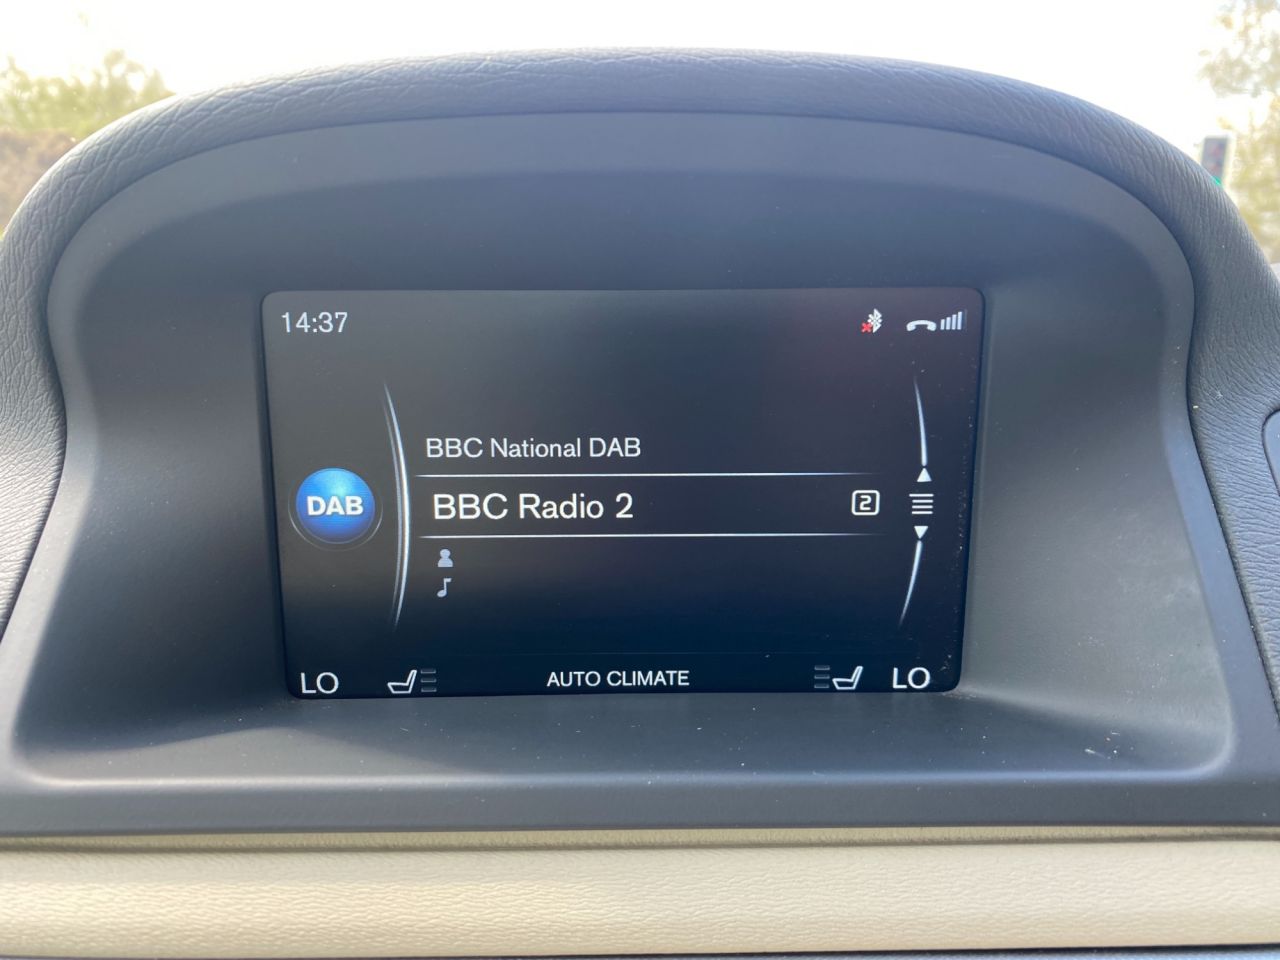 14:37
BBC National DAB
DAB
BBC Radio 2
2
LO
AUTO CLIMATE
LO